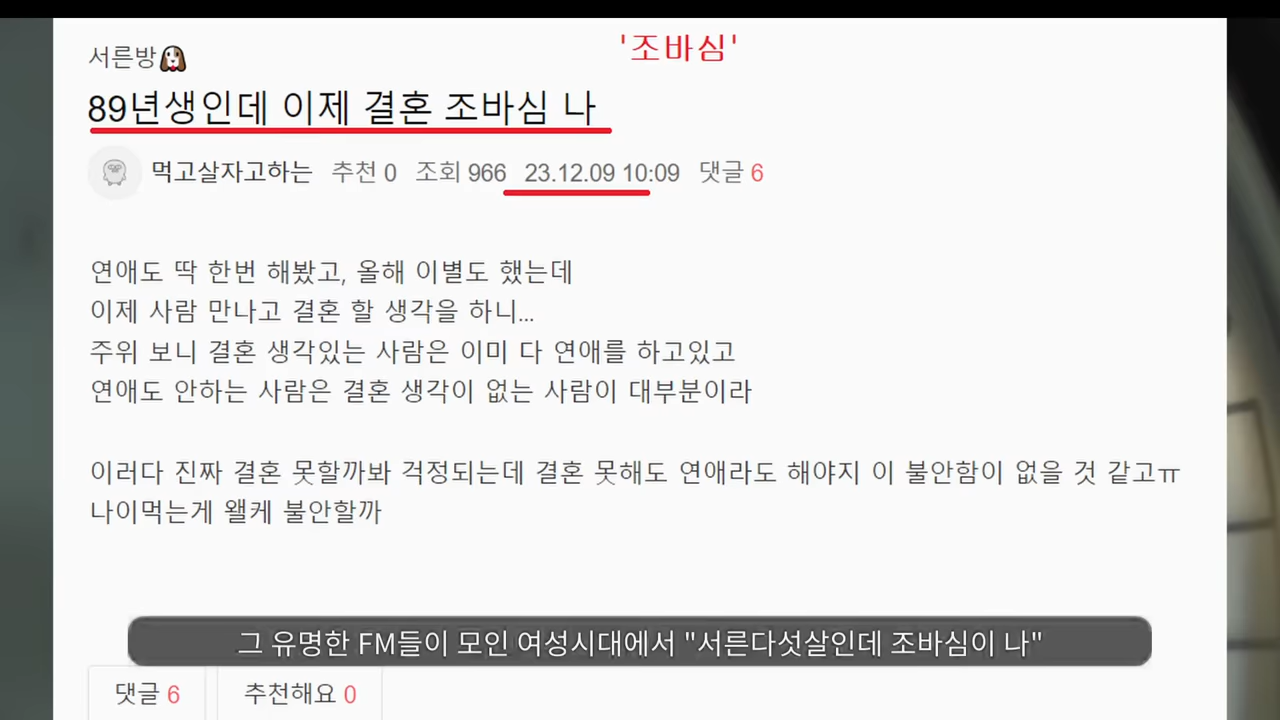 '조바심'
서른방
89년생인데 이제 결혼 조바심 나
먹고살자고하는 추천 0 조회 966 23.12.09 10:09 댓글 6
연애도 딱 한번 해봤고, 올해 이별도 했는데
이제 사람 만나고 결혼 할 생각을 하니...
주위 보니 결혼 생각있는 사람은 이미 다 연애를 하고있고
연애도 안하는 사람은 결혼 생각이 없는 사람이 대부분이라
이러다 진짜 결혼 못할까봐 걱정되는데 결혼 못해도 연애라도 해야지 이 불안함이 없을 것 같고ㅠ
나이먹는게 왤케 불안할까
그 유명한 FM들이 모인 여성시대에서 "서른다섯살인데 조바심이 나"
댓글 6 추천해요 0